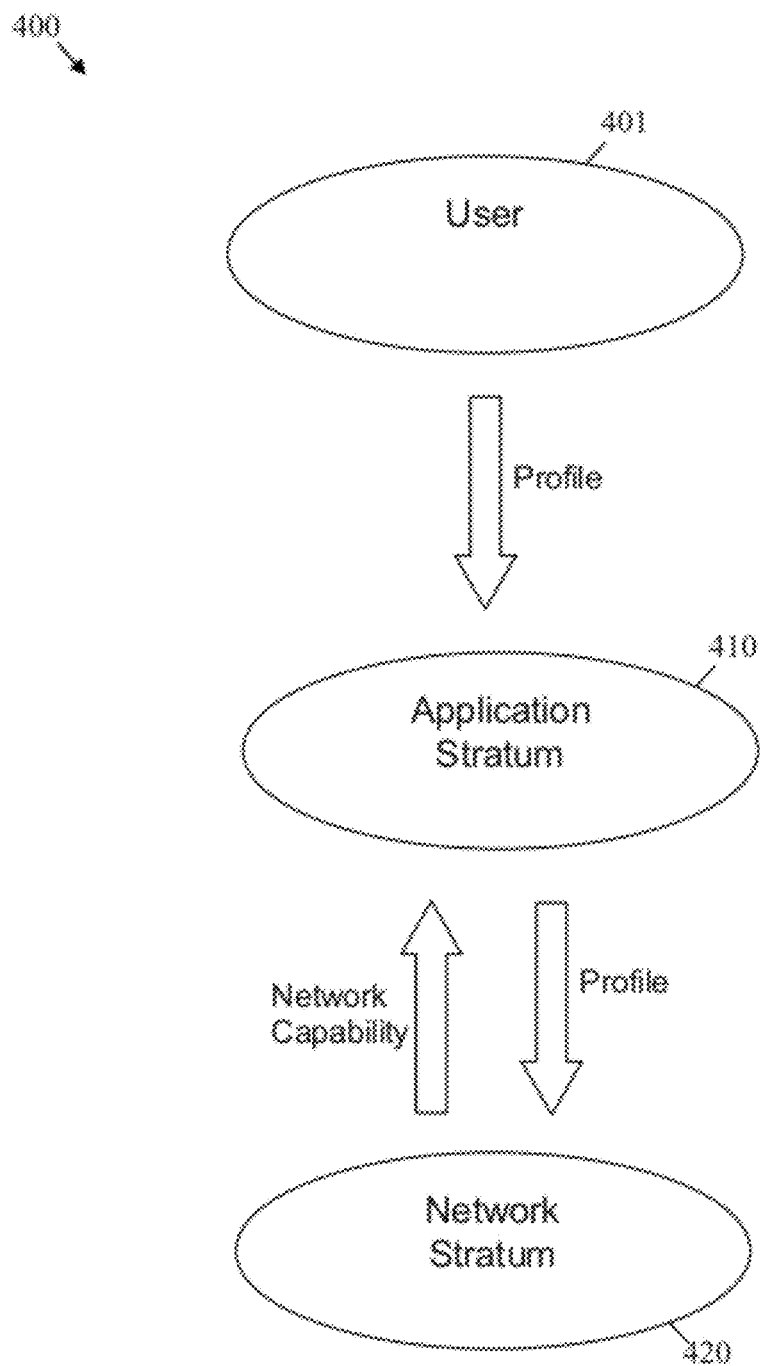 400
401
User
Profile
410
Application
Stratum
Network
Capability
Profile
Network
Stratum
420